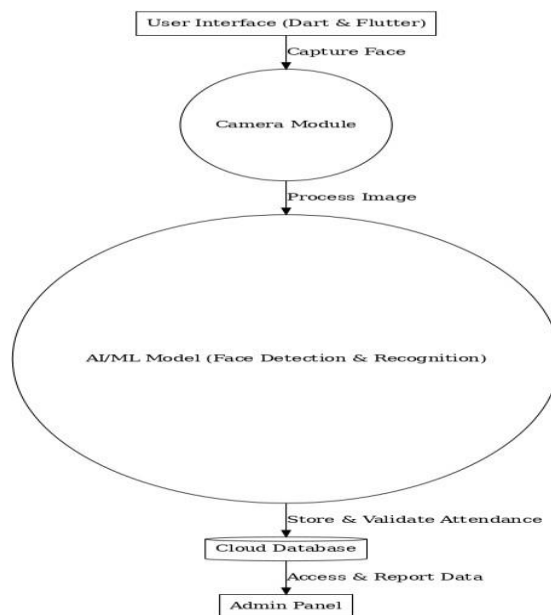 User Interface (Dart & Flutter)
Capture Face
Camera Module
Process Image
AI/ML Model (Face Detection & Recognition)
Store & Validate Attendance
Cloud Database
Access & Report Data
Admin Panel